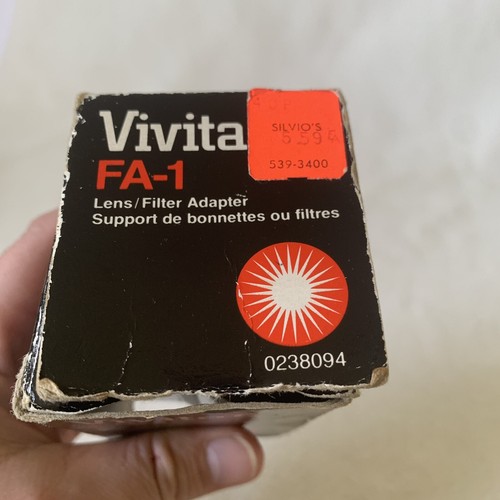 Vivita
SILVIO'S
539-3400
FA-1
Lens/Filter Adapter
Support de bonnettes ou filtres
0238094